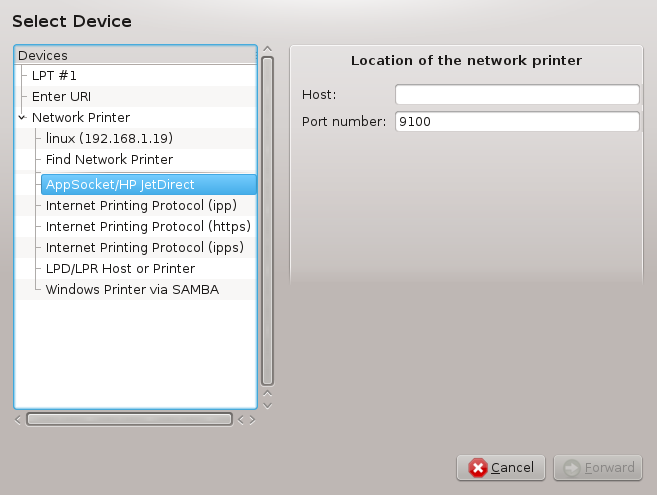 Select Device
Devices
LPT #1
Enter URI
Network Printer
linux (192.168.1.19)
Find Network Printer
AppSocket/HP JetDirect
Internet Printing Protocol (ipp)
Internet Printing Protocol (https)
Internet Printing Protocol (ipps)
LPD/LPR Host or Printer
Windows Printer via SAMBA
Location of the network printer
Host:
Port number: 9100
Cancel
Forward